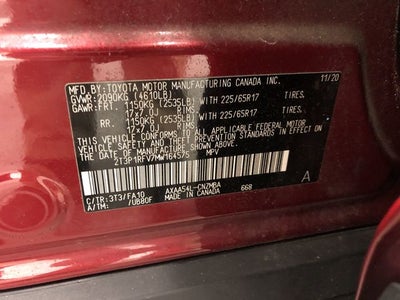 MFD.BY:TOYOTA MOTOR MANUFACTURING CANADA INC. 11/20
GVWR:2090KG (4610LB)
GAWR:FRT. 1150KG (2535LB) WITH 225/65R17 TIRES.
17x7.0J RIMS
RR. 1150KG (2535LB) WITH 225/65R17 TIRES.
17x7.0J RIMS
THIS VEHICLE CONFORMS TO ALL APPLICABLE FEDERAL MOTOR
VEHICLE SAFETY AND THEFT PREVENTION STANDARDS IN EFFECT
ON THE DATE OF MANUFACTURE SHOWN ABOVE.
2T3P1RFV7MW164575 MPV
C/TR:3T3/FA10 AXAA54L-CNZMBA 668 A
A/TM: /U880F MADE IN CANADA